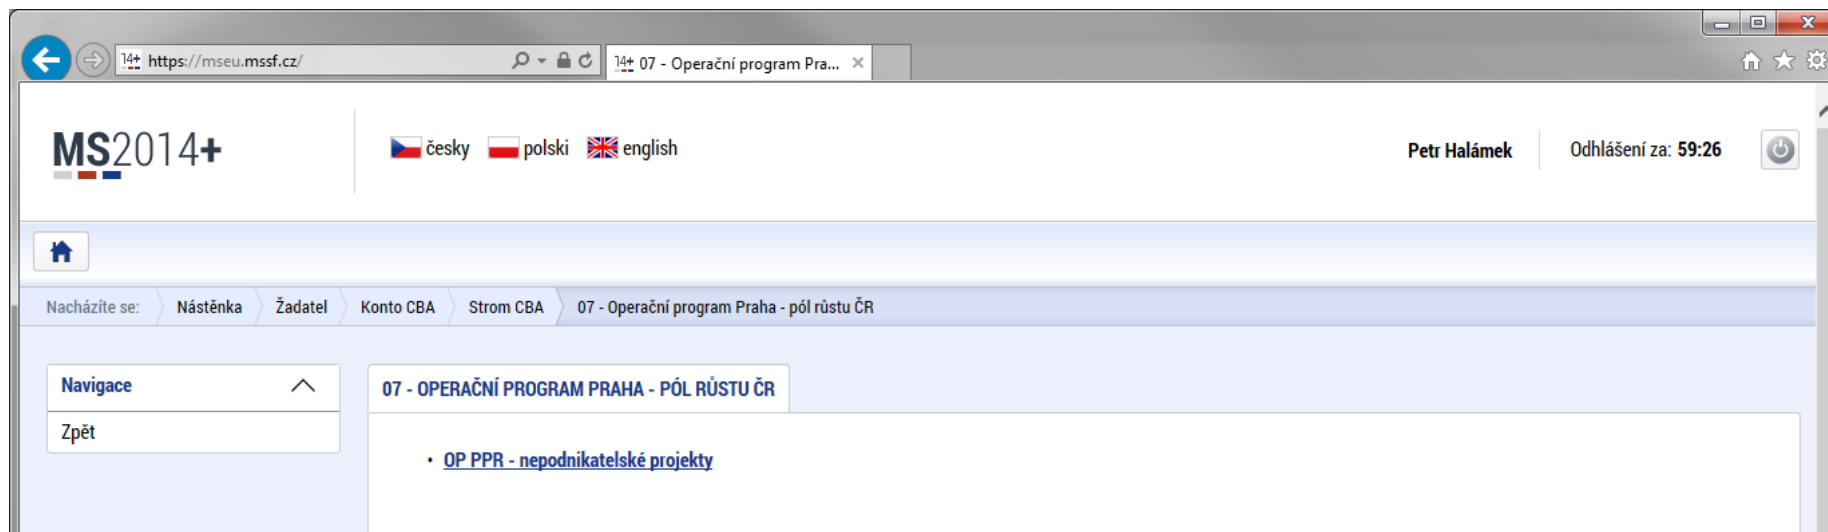 https://mseu.mssf.cz/
14+ 07 - Operační program Pra...
MS2014+
česky polski english
Petr Halámek
Odhlášení za: 59:26
Nacházíte se: Nástěnka Žadatel Konto CBA Strom CBA 07 - Operační program Praha - pól růstu ČR
Navigace
Zpět
07 - OPERAČNÍ PROGRAM PRAHA - PÓL RŮSTU ČR
• OP PPR - nepodnikatelské projekty